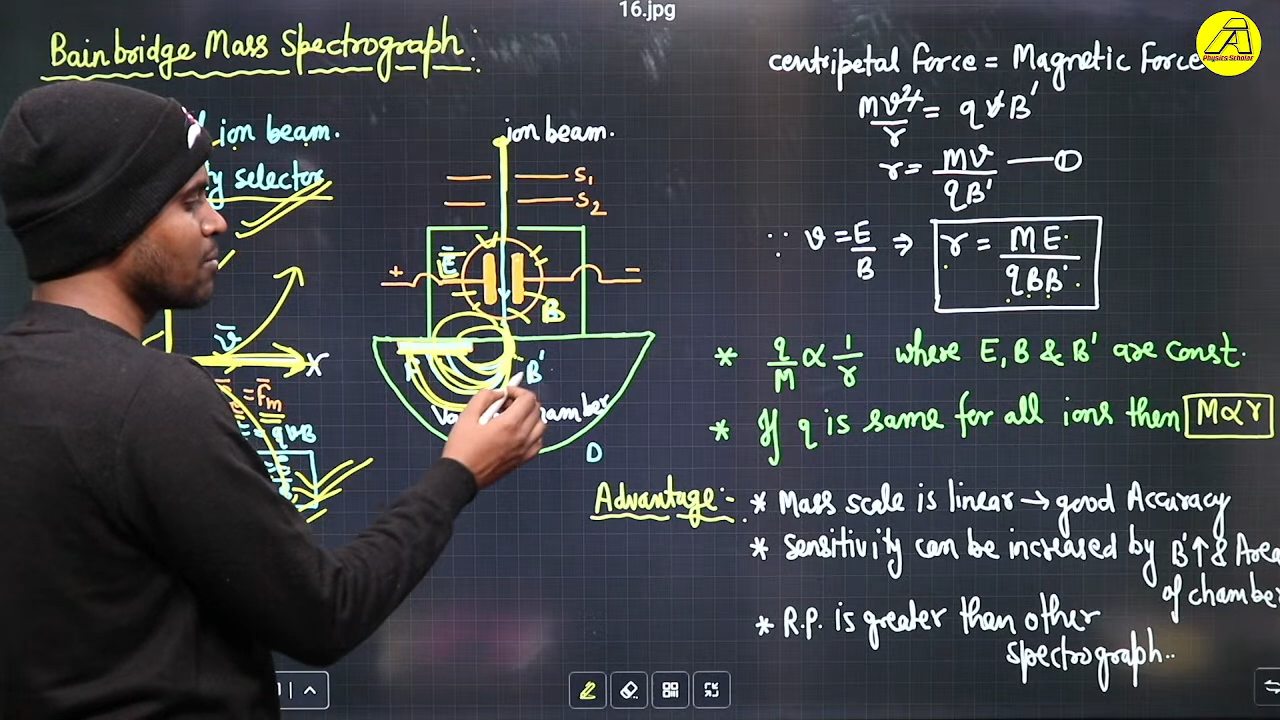 16.jpg
Physics Scholar
Bainbridge Mass Spectrograph:
ion beam.
selector
v̄
X
= F̄m
= qvB
ion beam.
S₁
S₂
+
Ē
−
B
B'
D
centripetal Force = Magnetic Force
Mv²/r = qvB'
r = Mv/qB' —①
∵ v = E/B ⇒ r = ME/qBB'
* q/M ∝ 1/r where E, B & B' are const.
* If q is same for all ions then M∝r
Advantage:-
* Mass scale is linear → good Accuracy
* Sensitivity can be increased by B'↑ & Area
of chamber
* R.P. is greater than other
spectrograph..